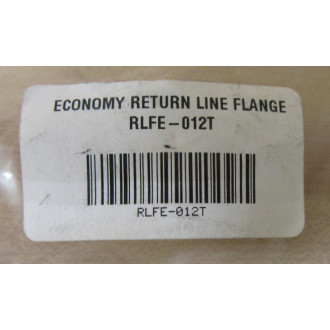 ECONOMY RETURN LINE FLANGE
RLFE-012T
RLFE-012T